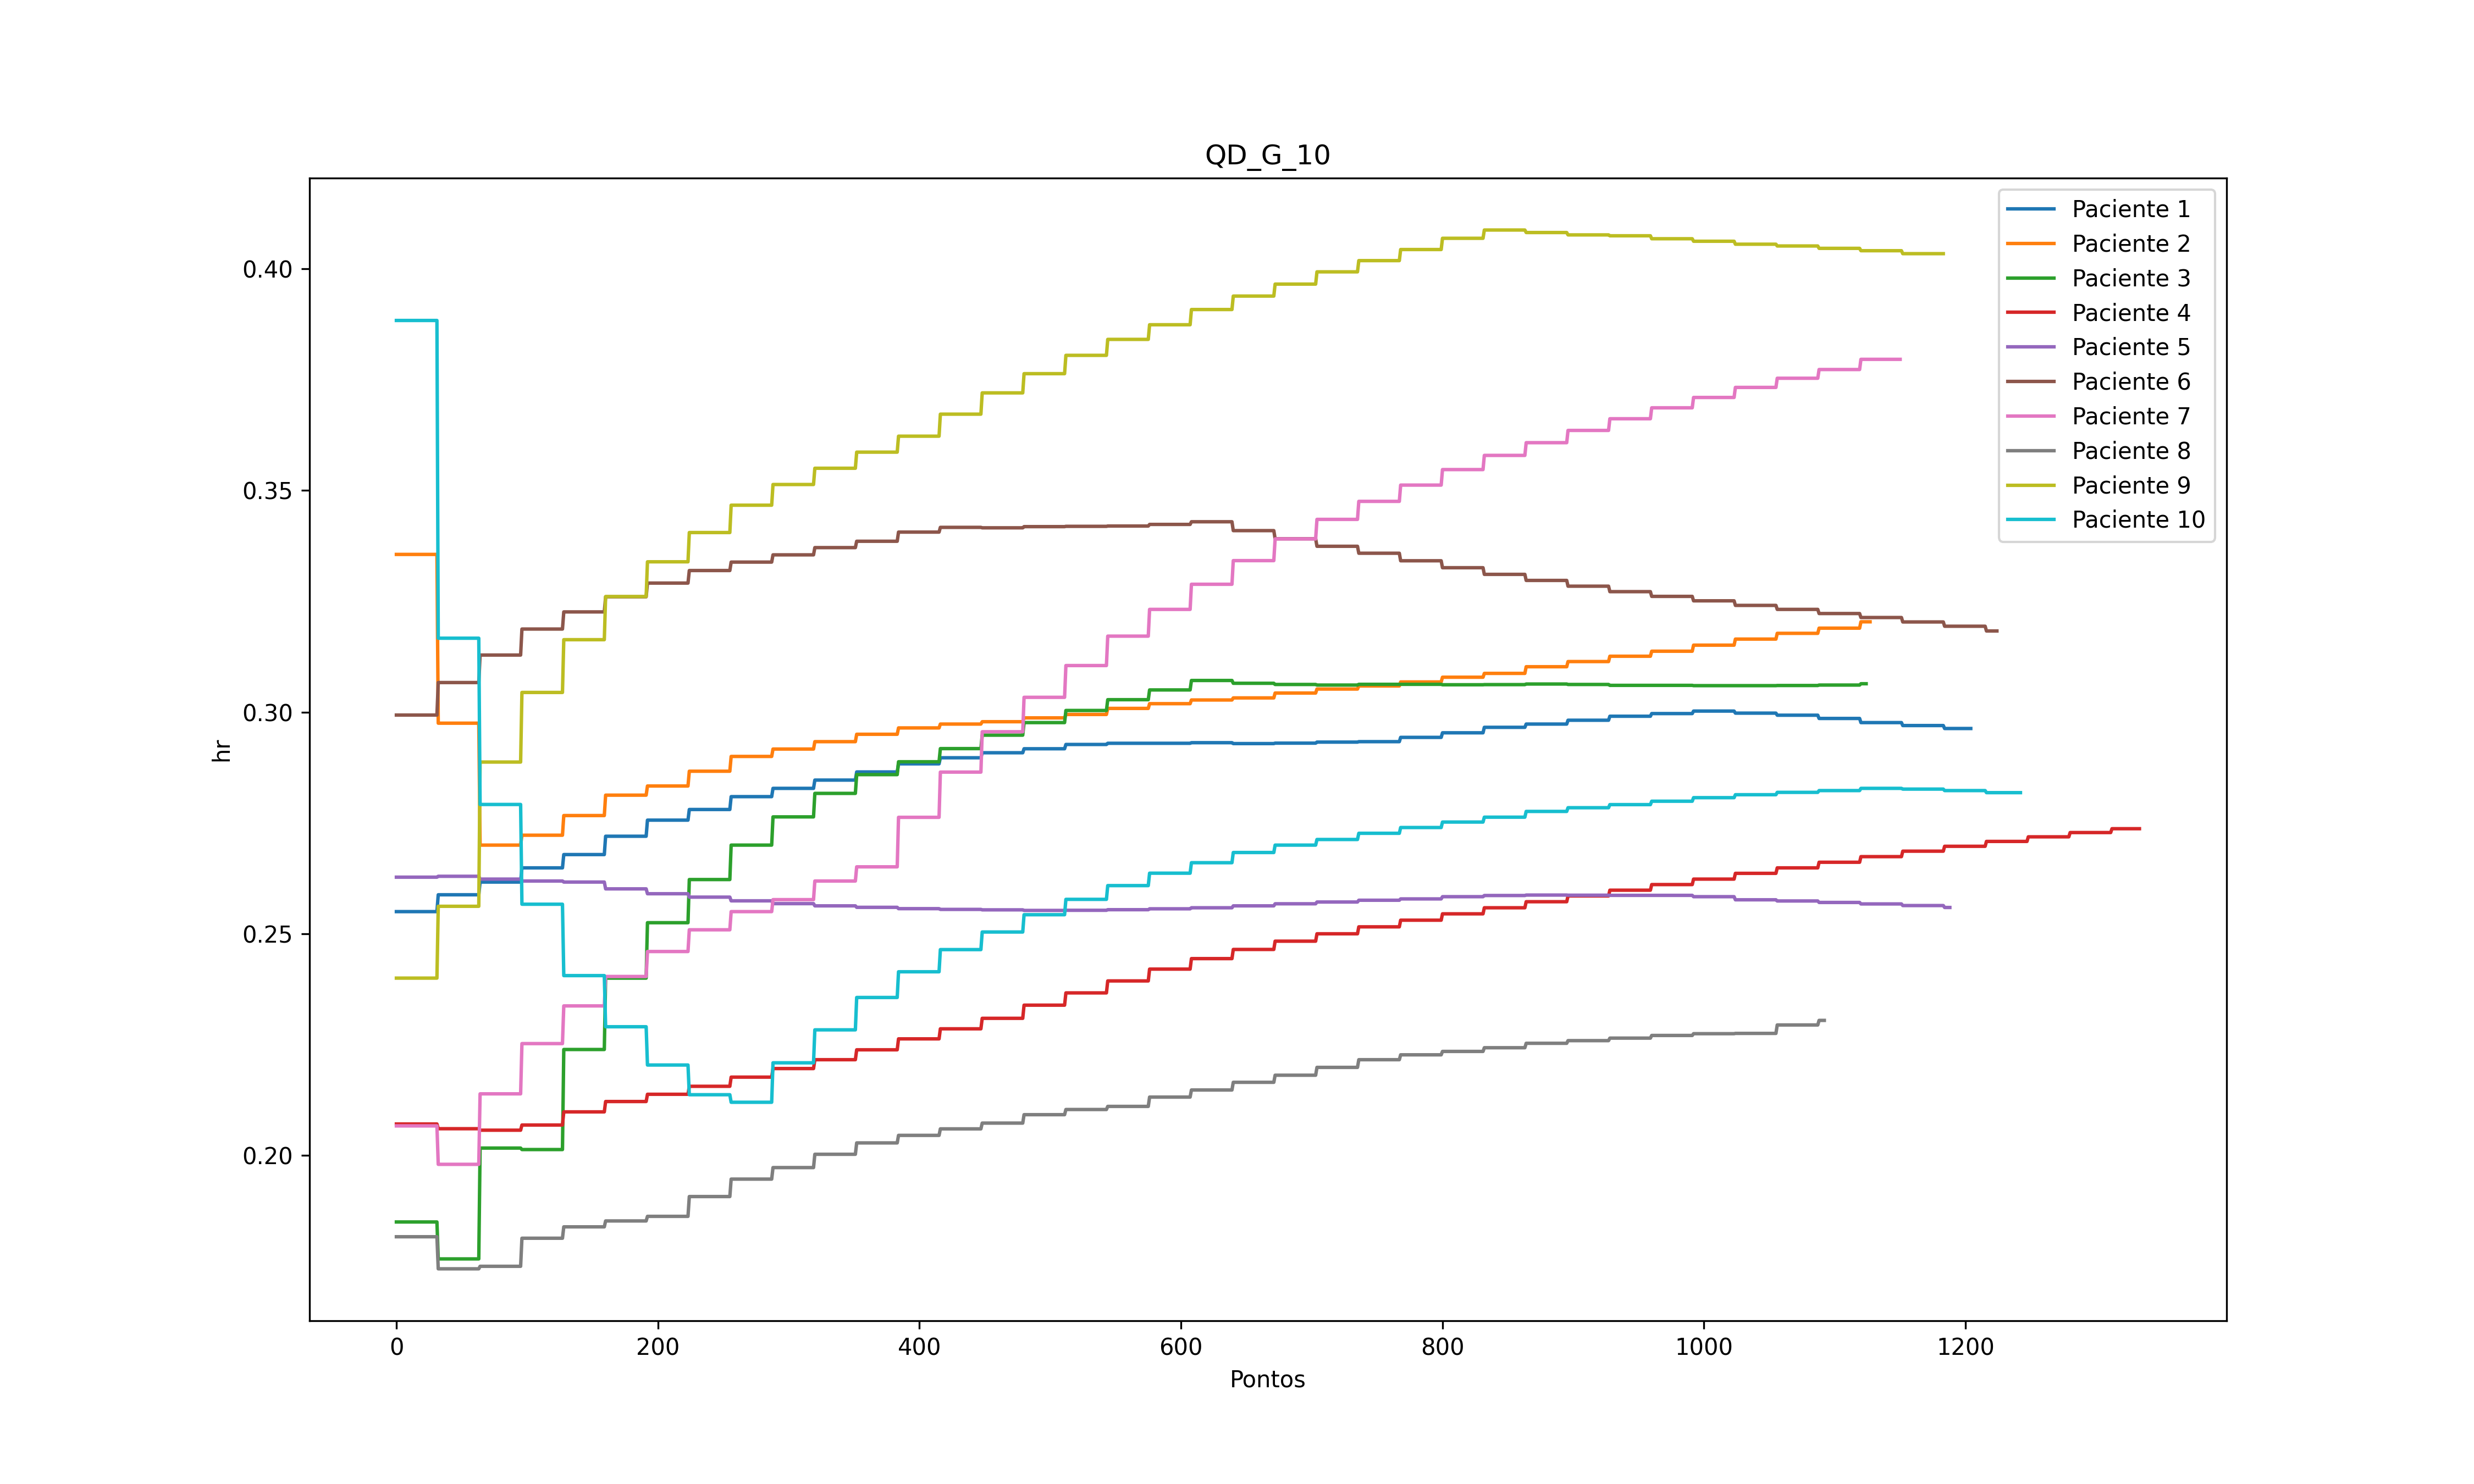 QD_G_10
hr
0.40
0.35
0.30
0.25
0.20
0 200 400 600 800 1000 1200
Pontos
Paciente 1
Paciente 2
Paciente 3
Paciente 4
Paciente 5
Paciente 6
Paciente 7
Paciente 8
Paciente 9
Paciente 10